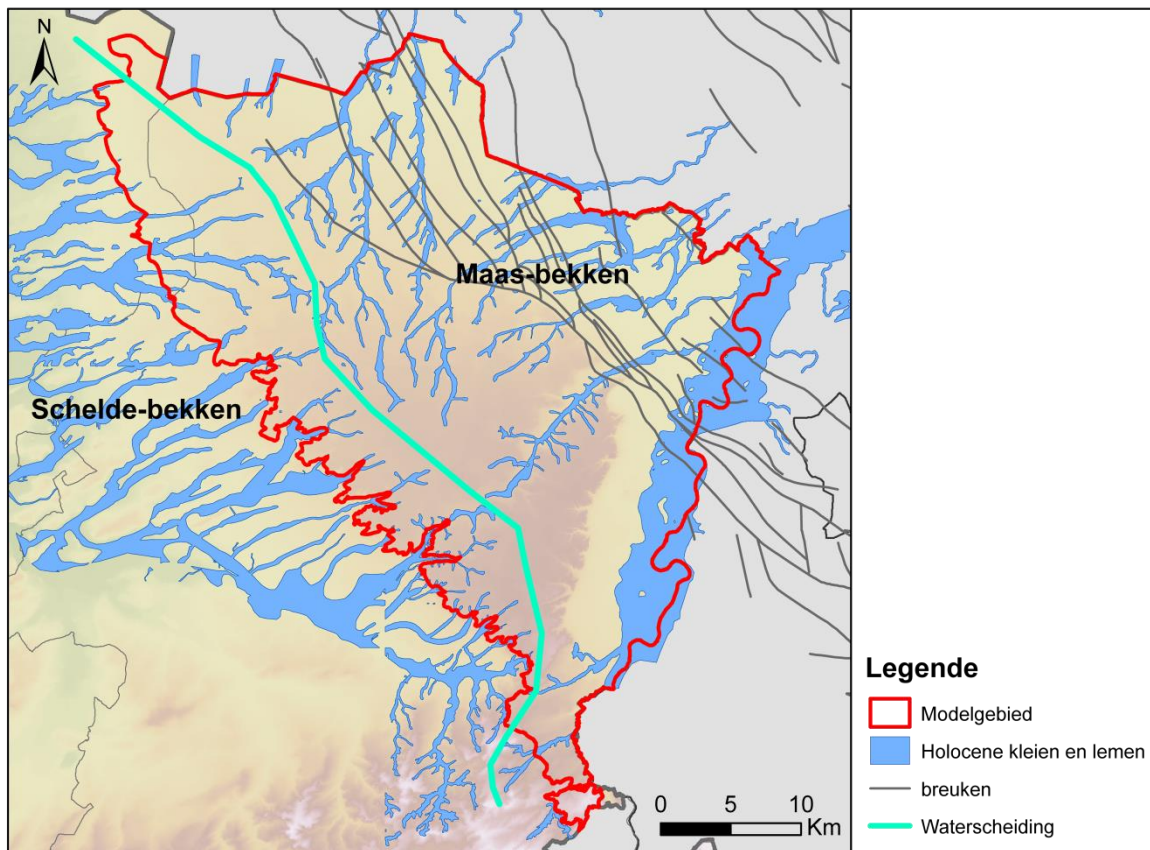 N
Maas-bekken
Schelde-bekken
Legende
Modelgebied
Holocene kleien en lemen
breuken
Waterscheiding
0 5 10
Km